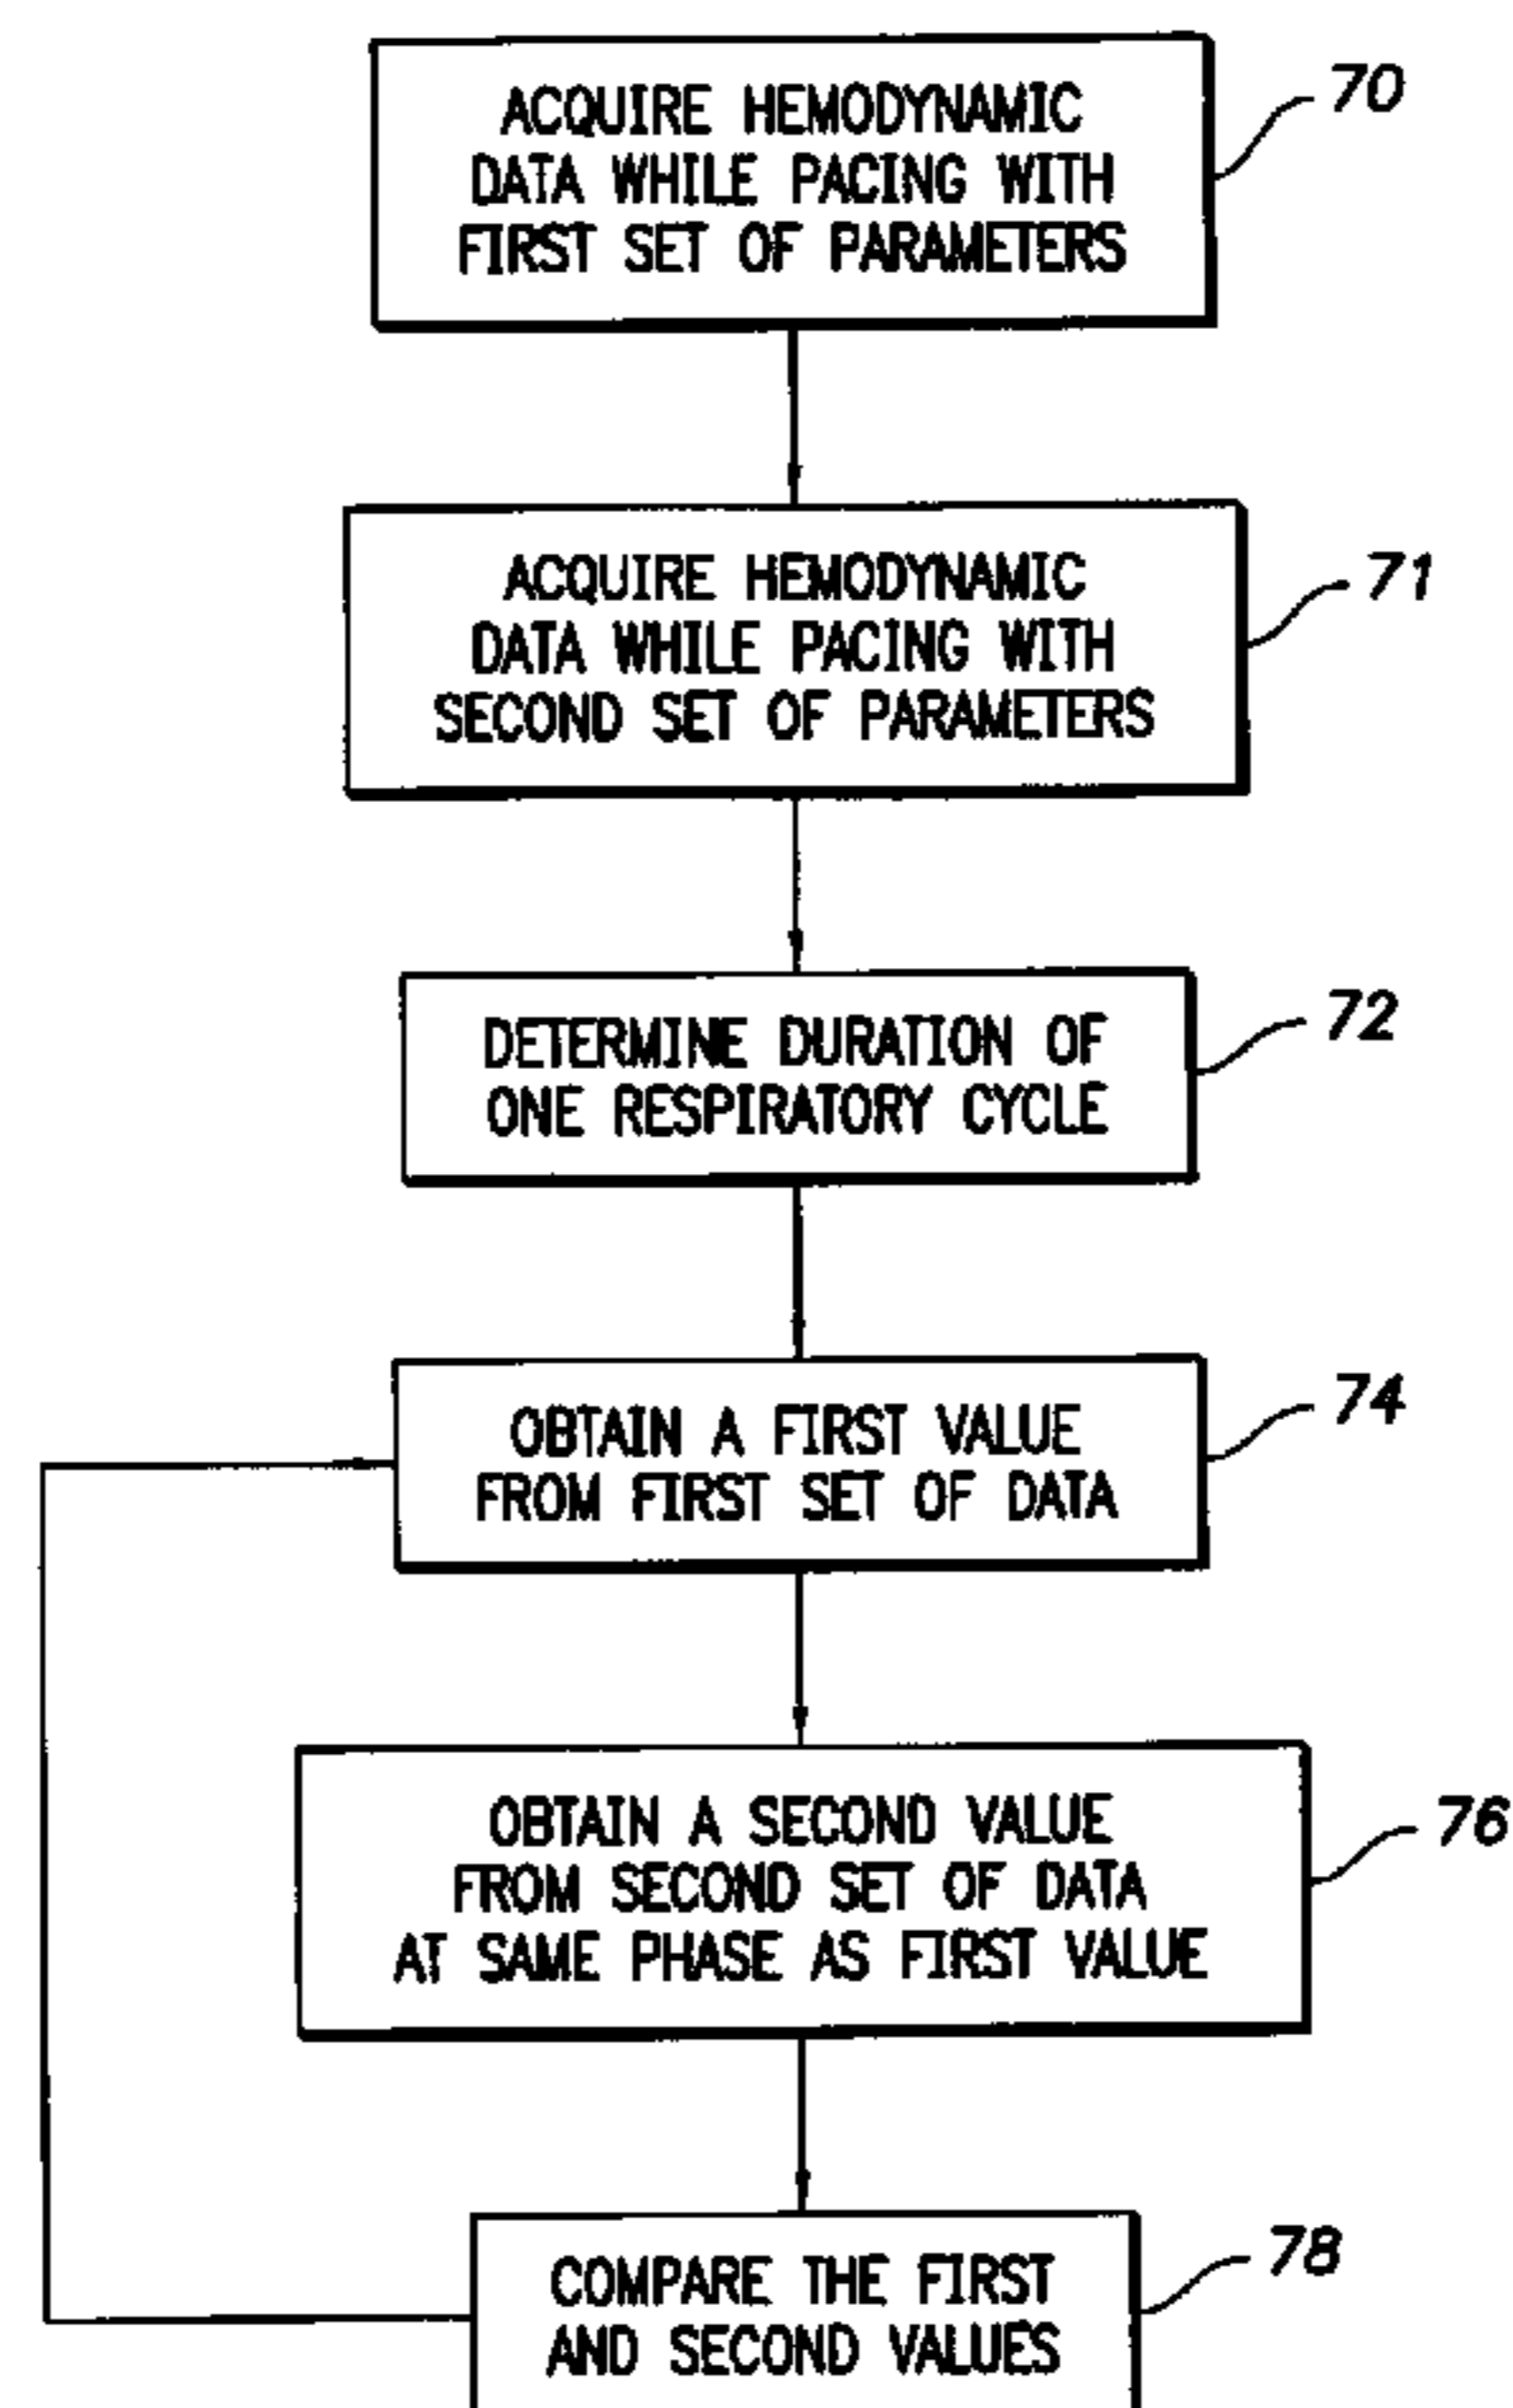 ACQUIRE HEMODYNAMIC
DATA WHILE PACING WITH
FIRST SET OF PARAMETERS
70
ACQUIRE HEMODYNAMIC
DATA WHILE PACING WITH
SECOND SET OF PARAMETERS
71
DETERMINE DURATION OF
ONE RESPIRATORY CYCLE
72
OBTAIN A FIRST VALUE
FROM FIRST SET OF DATA
74
OBTAIN A SECOND VALUE
FROM SECOND SET OF DATA
AT SAME PHASE AS FIRST VALUE
76
COMPARE THE FIRST
AND SECOND VALUES
78